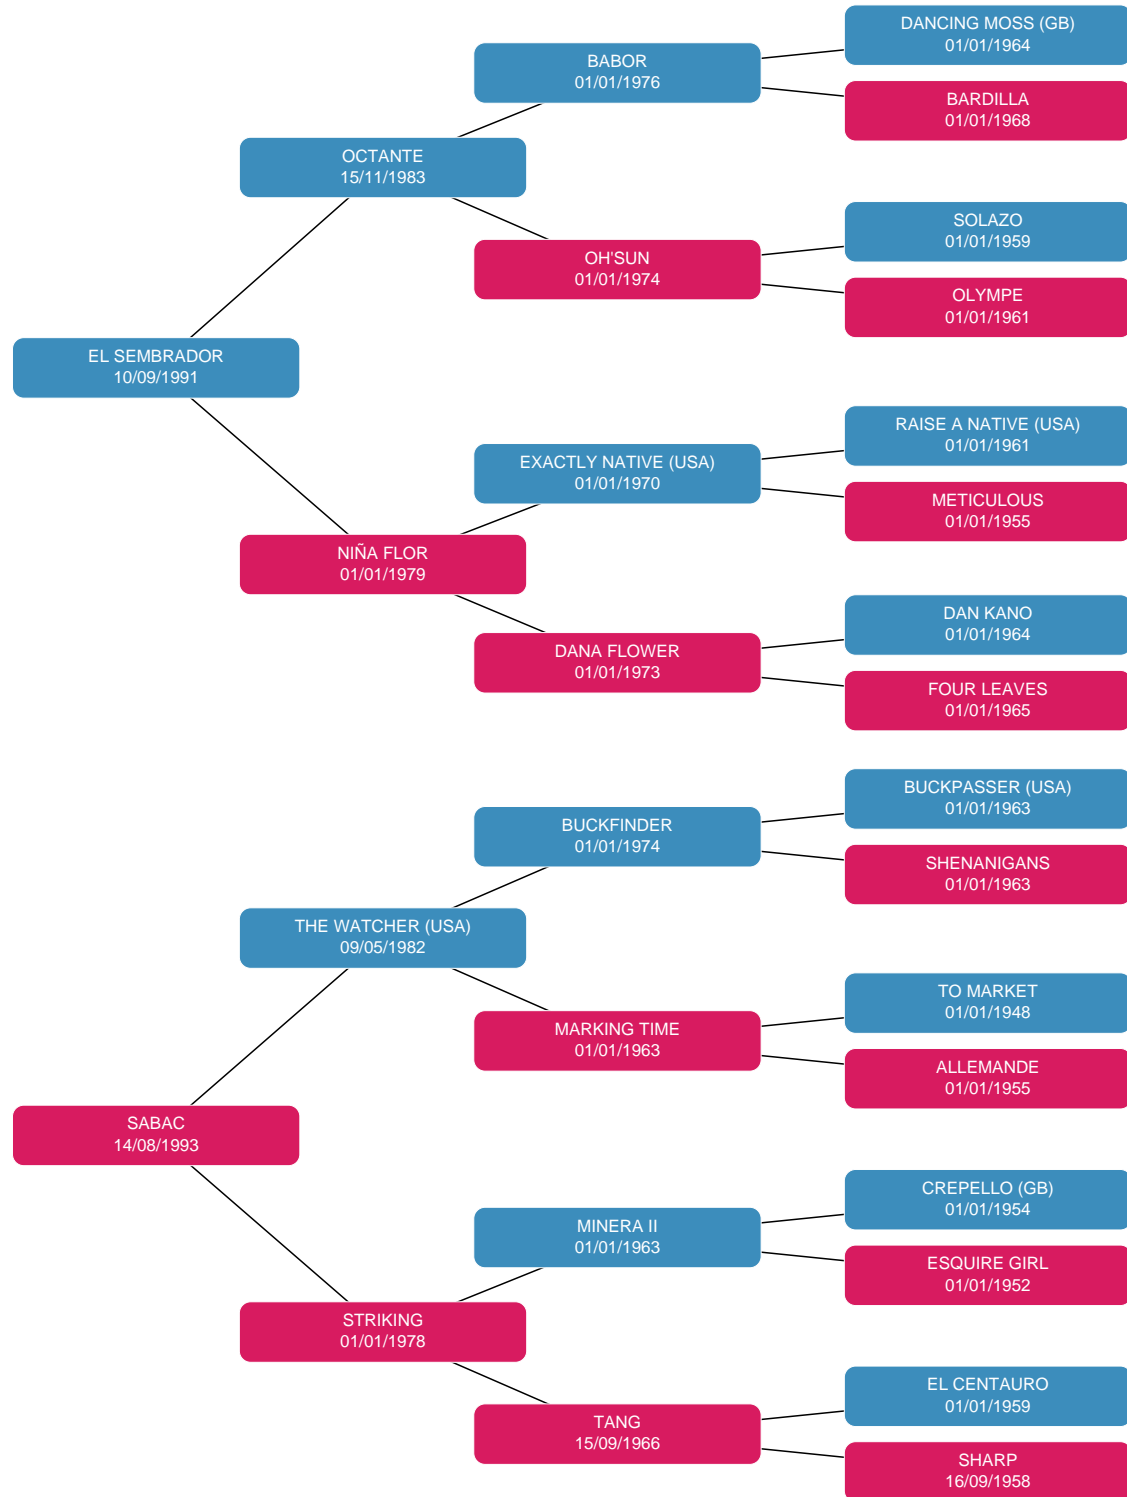 DANCING MOSS (GB)
01/01/1964
BABOR
01/01/1976
BARDILLA
01/01/1968
OCTANTE
15/11/1983
SOLAZO
01/01/1959
OH'SUN
01/01/1974
OLYMPE
01/01/1961
EL SEMBRADOR
10/09/1991
RAISE A NATIVE (USA)
01/01/1961
EXACTLY NATIVE (USA)
01/01/1970
METICULOUS
01/01/1955
NIÑA FLOR
01/01/1979
DAN KANO
01/01/1964
DANA FLOWER
01/01/1973
FOUR LEAVES
01/01/1965
BUCKPASSER (USA)
01/01/1963
BUCKFINDER
01/01/1974
SHENANIGANS
01/01/1963
THE WATCHER (USA)
09/05/1982
TO MARKET
01/01/1948
MARKING TIME
01/01/1963
ALLEMANDE
01/01/1955
SABAC
14/08/1993
CREPELLO (GB)
01/01/1954
MINERA II
01/01/1963
ESQUIRE GIRL
01/01/1952
STRIKING
01/01/1978
EL CENTAURO
01/01/1959
TANG
15/09/1966
SHARP
16/09/1958